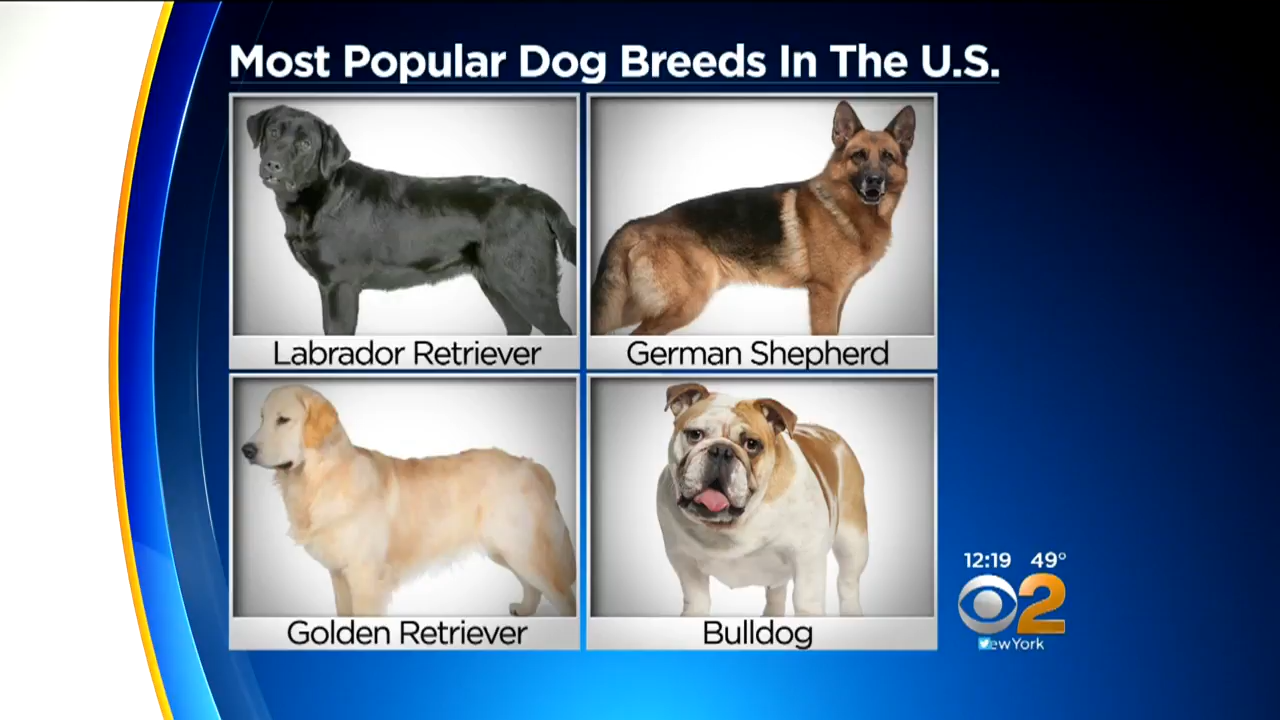 Most Popular Dog Breeds In The U.S.
Labrador Retriever
German Shepherd
Golden Retriever
Bulldog
12:19 49°
2
ewYork